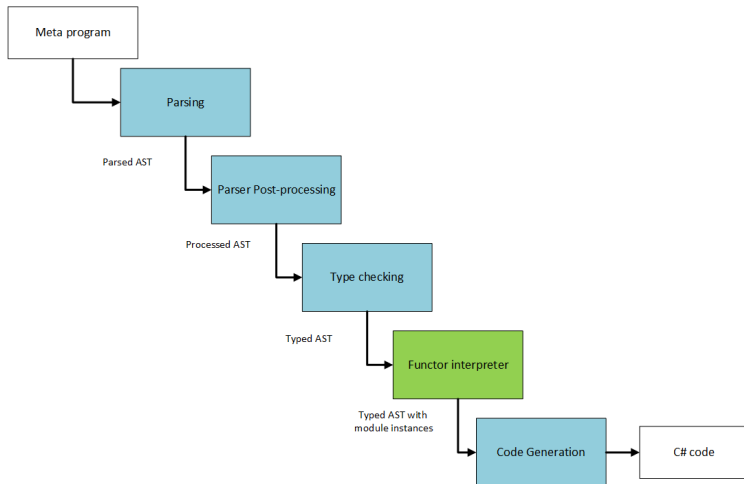 Meta program
Parsing
Parsed AST
Parser Post-processing
Processed AST
Type checking
Typed AST
Functor interpreter
Typed AST with
module instances
Code Generation
C# code